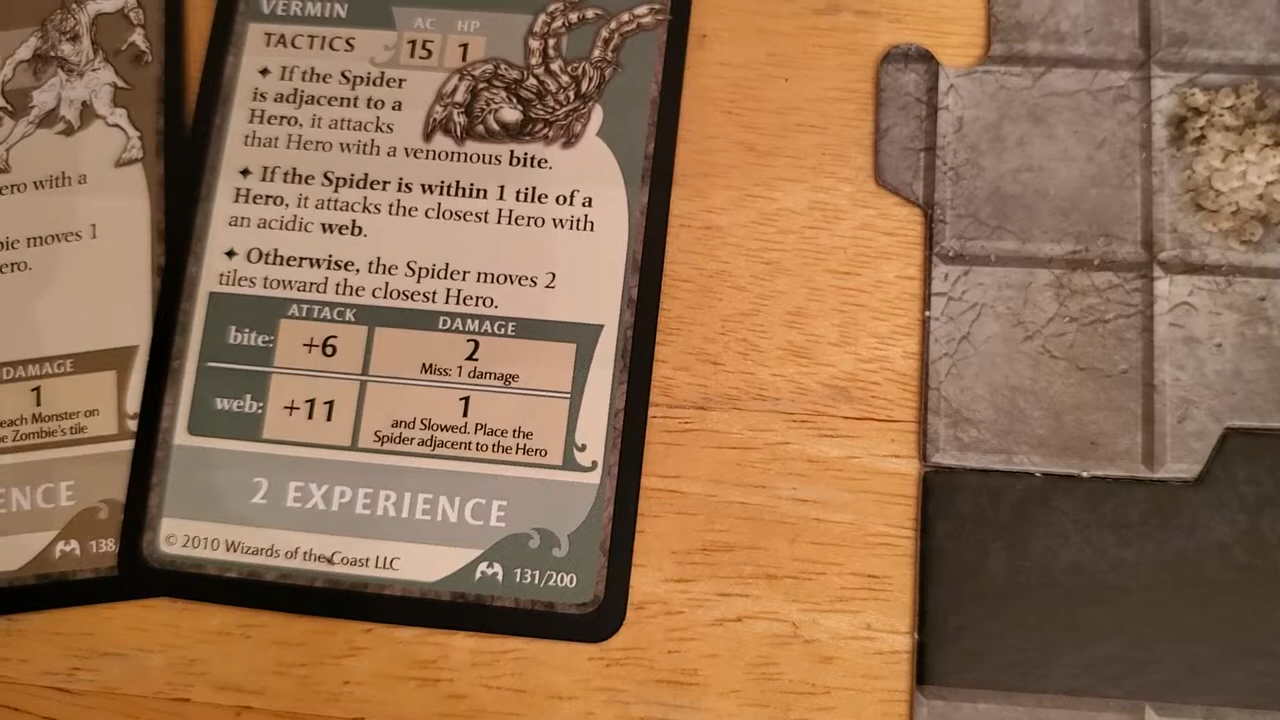 ero with a
bie moves 1
ero.
DAMAGE
1
each Monster on
e Zombie's tile
ENCE
138/
VERMIN
AC HP
TACTICS 15 1
✦ If the Spider
is adjacent to a
Hero, it attacks
that Hero with a venomous bite.
✦ If the Spider is within 1 tile of a
Hero, it attacks the closest Hero with
an acidic web.
✦ Otherwise, the Spider moves 2
tiles toward the closest Hero.
ATTACK DAMAGE
bite: +6 2
Miss: 1 damage
web: +11 1
and Slowed. Place the
Spider adjacent to the Hero
2 EXPERIENCE
© 2010 Wizards of the Coast LLC
131/200